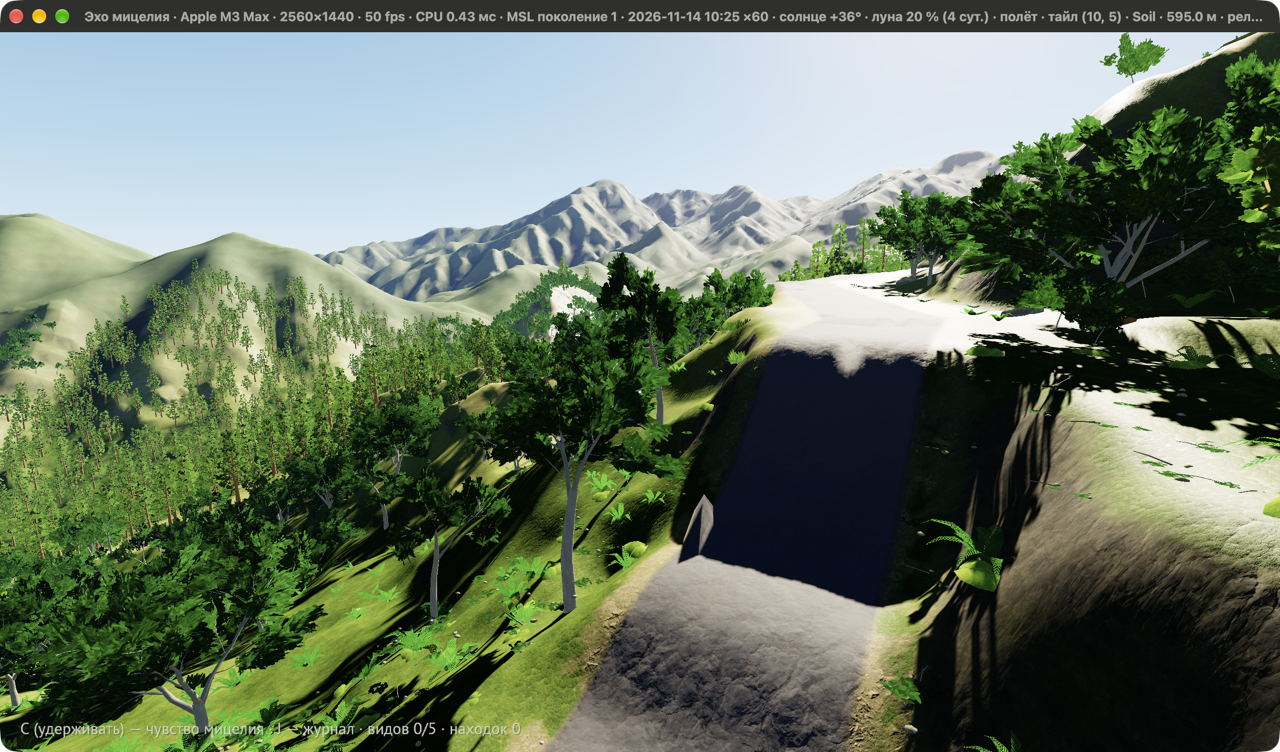 Эхо мицелия · Apple M3 Max · 2560×1440 · 50 fps · CPU 0.43 мс · MSL поколение 1 · 2026-11-14 10:25 ×60 · солнце +36° · луна 20 % (4 сут.) · полёт · тайл (10, 5) · Soil · 595.0 м · рел...
C (удерживать) — чувство мицелия · J — журнал · видов 0/5 · находок 0